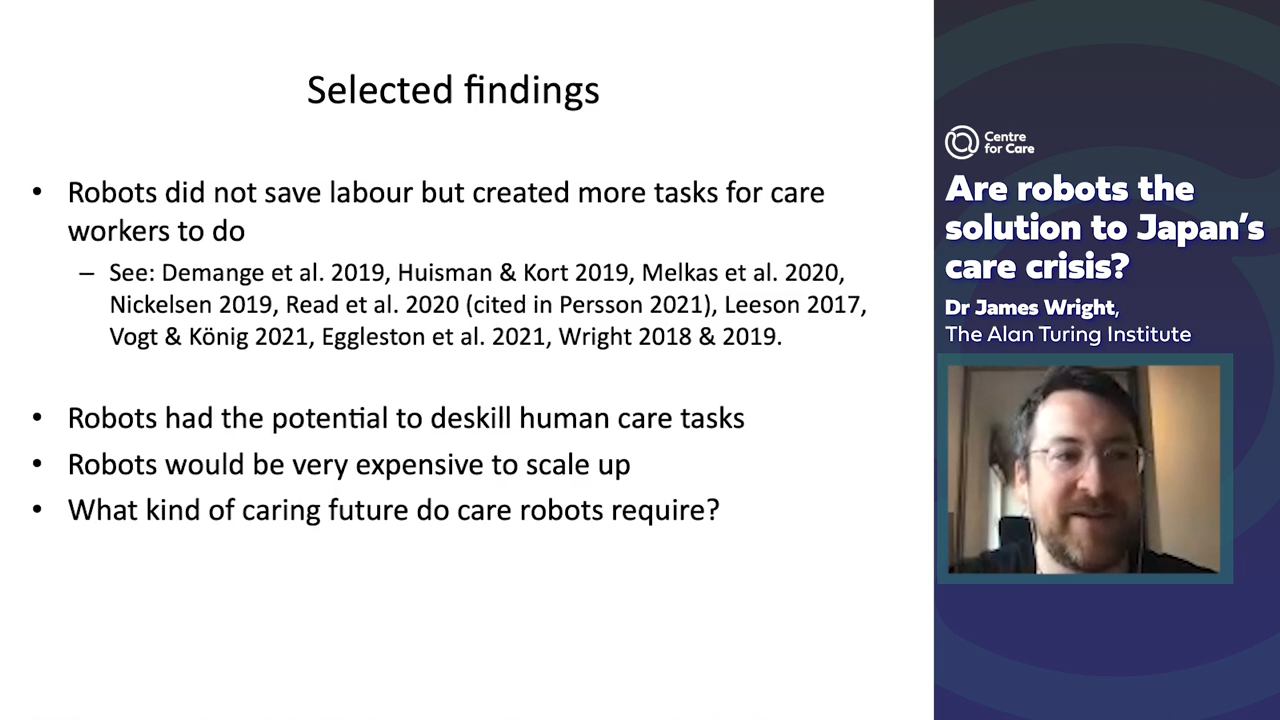 Selected findings
• Robots did not save labour but created more tasks for care
workers to do
– See: Demange et al. 2019, Huisman & Kort 2019, Melkas et al. 2020,
Nickelsen 2019, Read et al. 2020 (cited in Persson 2021), Leeson 2017,
Vogt & König 2021, Eggleston et al. 2021, Wright 2018 & 2019.
• Robots had the potential to deskill human care tasks
• Robots would be very expensive to scale up
• What kind of caring future do care robots require?
Centre
for Care
Are robots the
solution to Japan's
care crisis?
Dr James Wright,
The Alan Turing Institute